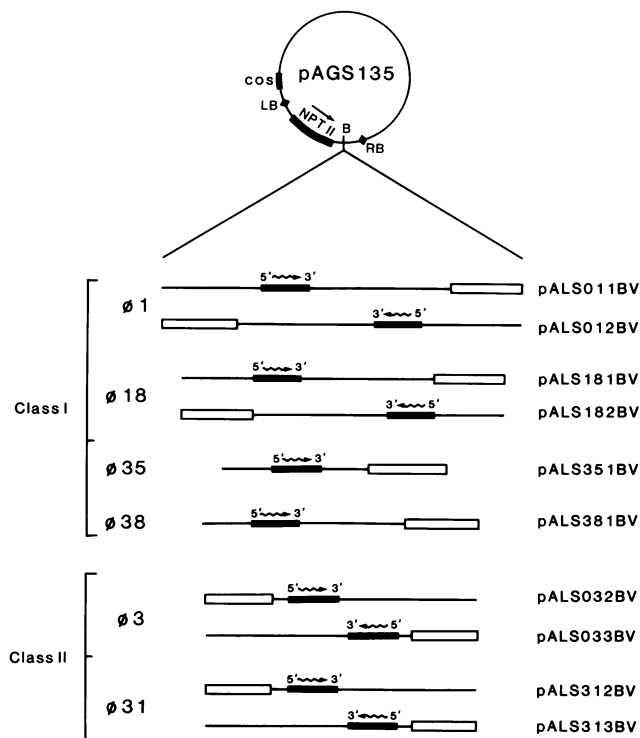 pAGS135
cos
LB
NPT II
B
RB
5' 3'
pALS011BV
ø 1
3' 5'
pALS012BV
5' 3'
pALS181BV
Class I
ø 18
3' 5'
pALS182BV
5' 3'
ø 35
pALS351BV
5' 3'
ø 38
pALS381BV
5' 3'
pALS032BV
ø 3
3' 5'
pALS033BV
Class II
5' 3'
pALS312BV
ø 31
3' 5'
pALS313BV